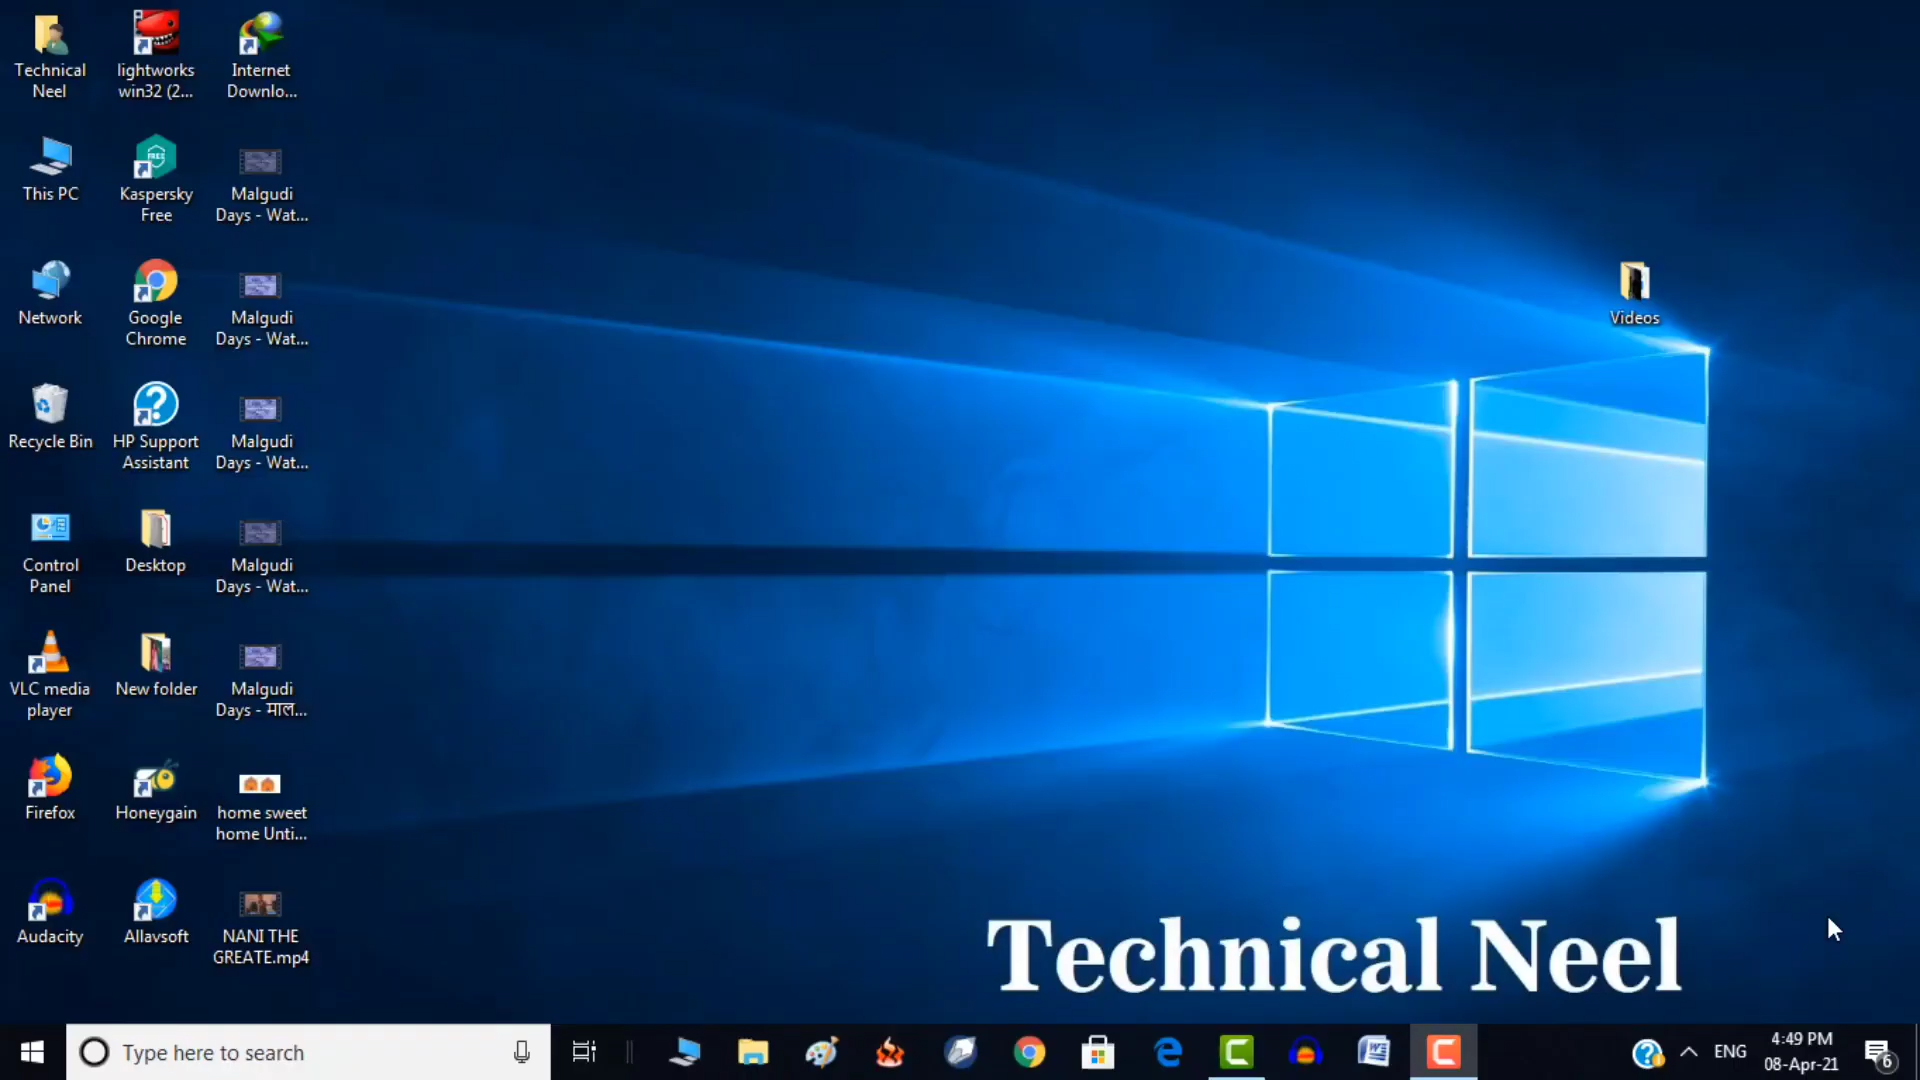 Technical
Neel
lightworks
win32 (2...
Internet
Downlo...
This PC
Kaspersky
Free
Malgudi
Days - Wat...
Network
Google
Chrome
Malgudi
Days - Wat...
Videos
Recycle Bin
HP Support
Assistant
Malgudi
Days - Wat...
Control
Panel
Desktop
Malgudi
Days - Wat...
VLC media
player
New folder
Malgudi
Days - माल...
Firefox
Honeygain
home sweet
home Unti...
Audacity
Allavsoft
NANI THE
GREATE.mp4
Technical Neel
Type here to search
ENG
4:49 PM
08-Apr-21
6